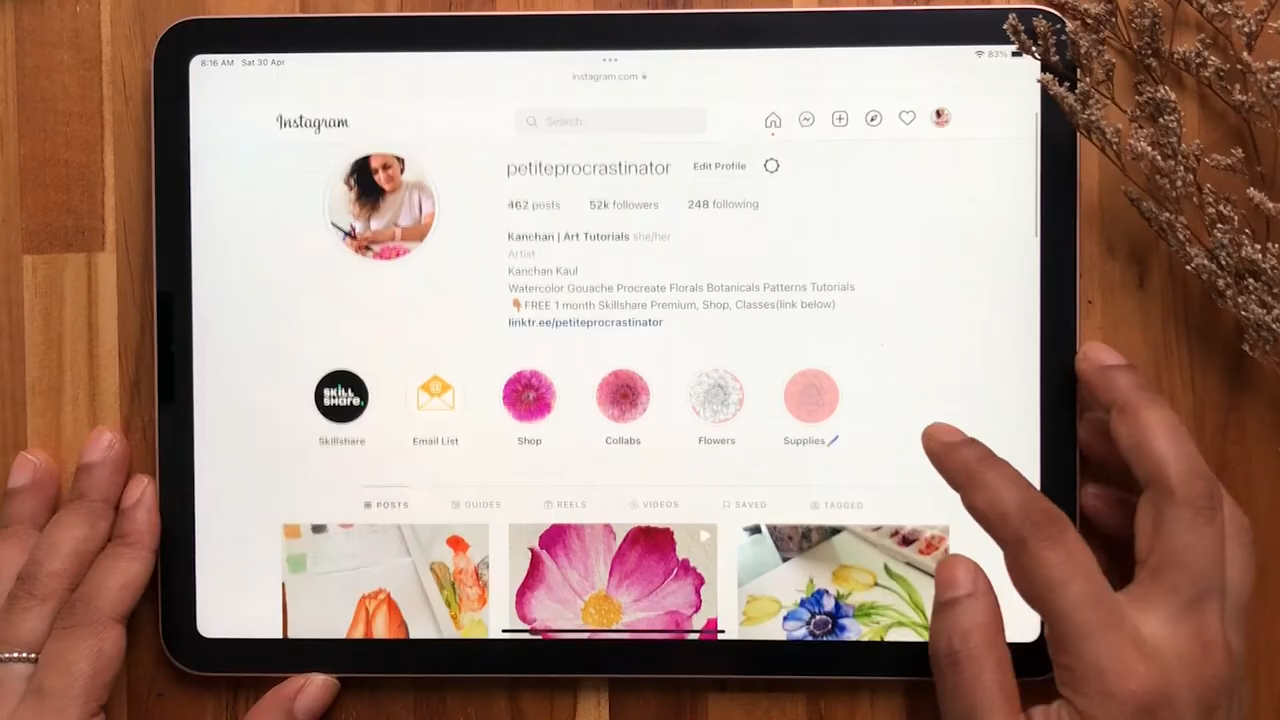 8:16 AM Sat 30 Apr
83%
instagram.com
Instagram
Search
petiteprocrastinator Edit Profile
462 posts 52k followers 248 following
Kanchan | Art Tutorials she/her
Artist
Kanchan Kaul
Watercolor Gouache Procreate Florals Botanicals Patterns Tutorials
👇🏽FREE 1 month Skillshare Premium, Shop, Classes(link below)
linktr.ee/petiteprocrastinator
SKILL
SHARE.
@
Skillshare Email List Shop Collabs Flowers Supplies🖊️
POSTS GUIDES REELS VIDEOS SAVED TAGGED